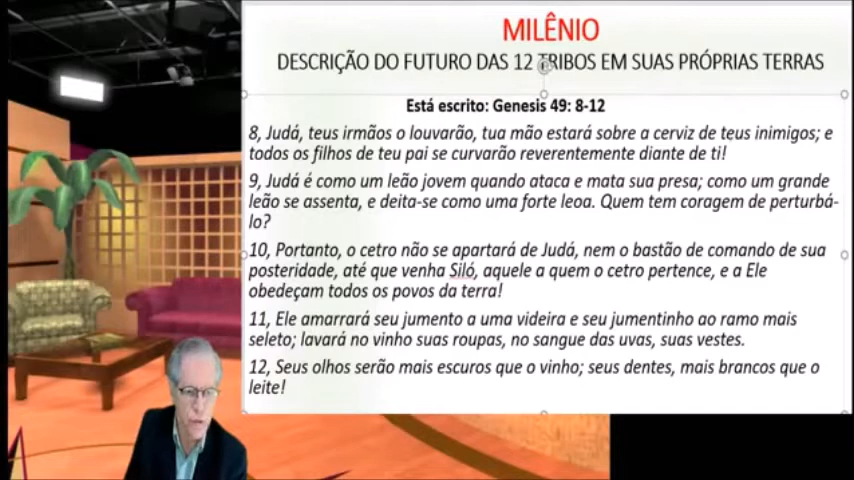 MILÊNIO
DESCRIÇÃO DO FUTURO DAS 12 TRIBOS EM SUAS PRÓPRIAS TERRAS
Está escrito: Genesis 49: 8-12
8, Judá, teus irmãos o louvarão, tua mão estará sobre a cerviz de teus inimigos; e
todos os filhos de teu pai se curvarão reverentemente diante de ti!
9, Judá é como um leão jovem quando ataca e mata sua presa; como um grande
leão se assenta, e deita-se como uma forte leoa. Quem tem coragem de perturbá-
lo?
10, Portanto, o cetro não se apartará de Judá, nem o bastão de comando de sua
posteridade, até que venha Siló, aquele a quem o cetro pertence, e a Ele
obedeçam todos os povos da terra!
11, Ele amarrará seu jumento a uma videira e seu jumentinho ao ramo mais
seleto; lavará no vinho suas roupas, no sangue das uvas, suas vestes.
12, Seus olhos serão mais escuros que o vinho; seus dentes, mais brancos que o
leite!